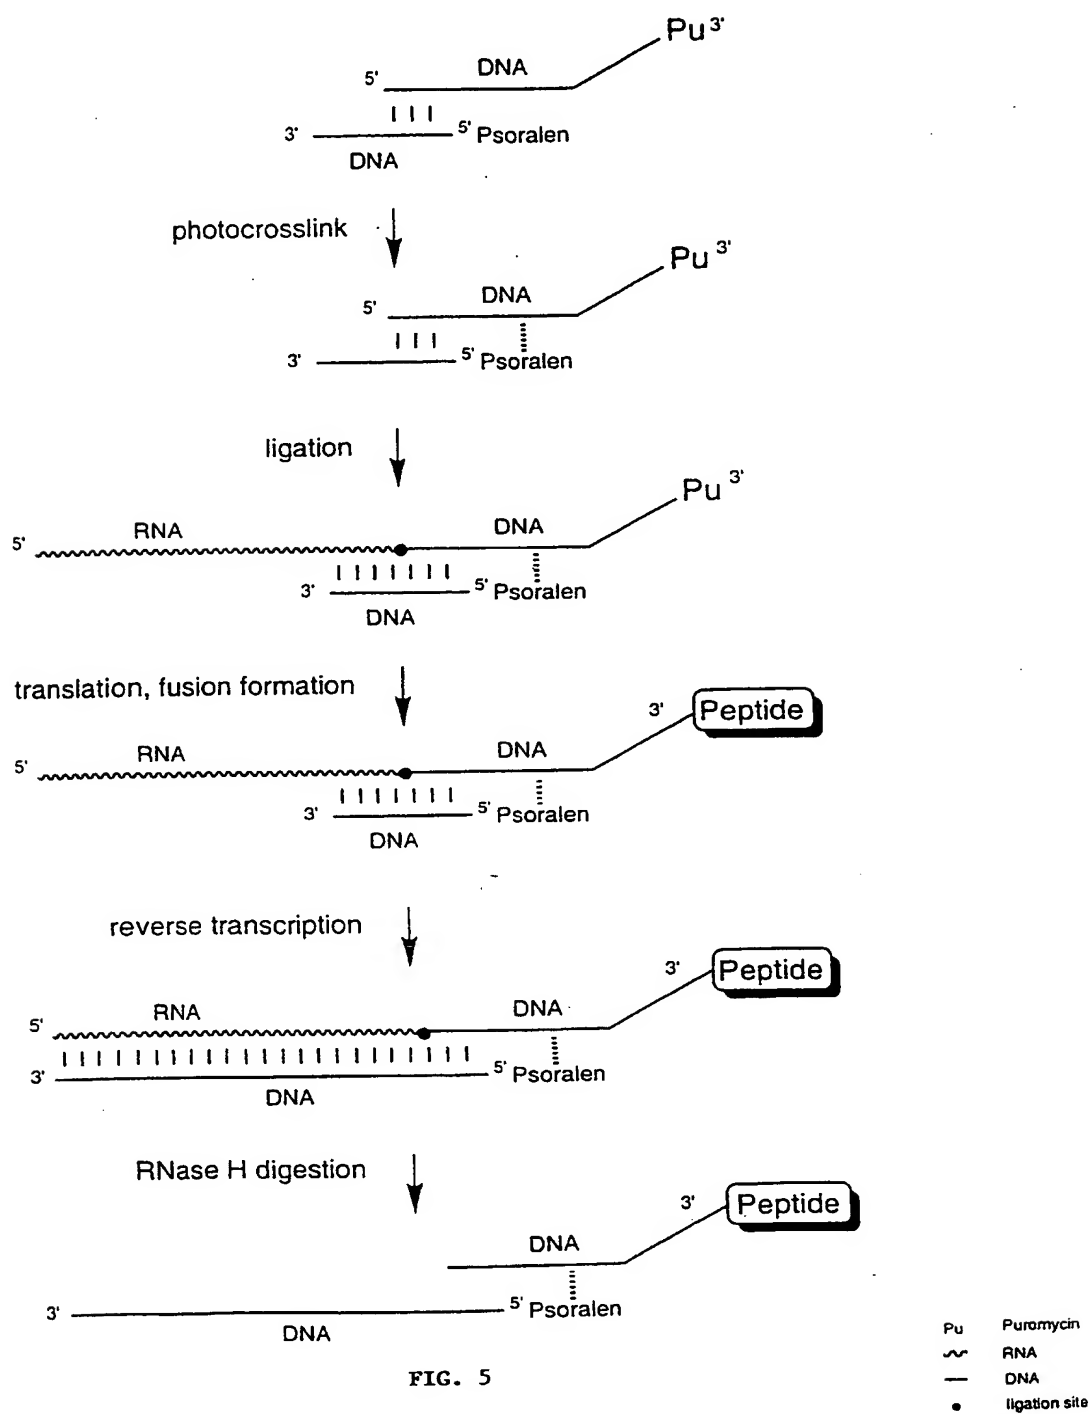 Pu 3'
5' DNA
3' 5' Psoralen
DNA
photocrosslink
Pu 3'
5' DNA
3' 5' Psoralen
ligation
Pu 3'
5' RNA DNA
3' 5' Psoralen
DNA
translation, fusion formation
3' Peptide
5' RNA DNA
3' 5' Psoralen
DNA
reverse transcription
3' Peptide
5' RNA DNA
3' 5' Psoralen
DNA
RNase H digestion
3' Peptide
DNA
3' 5' Psoralen
DNA
FIG. 5
Pu Puromycin
RNA
DNA
ligation site